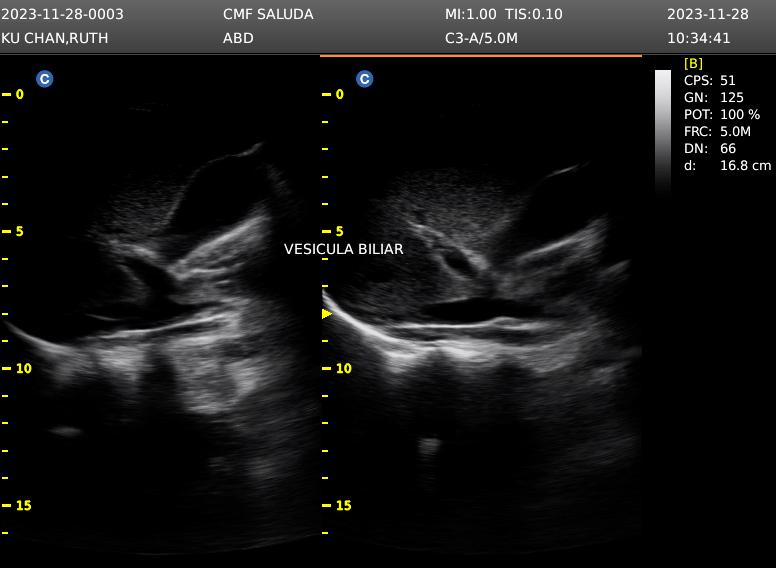 2023-11-28-0003 CMF SALUDA MI:1.00 TIS:0.10 2023-11-28
KU CHAN,RUTH ABD C3-A/5.0M 10:34:41
C C
[B]
CPS: 51
GN: 125
POT: 100 %
FRC: 5.0M
DN: 66
d: 16.8 cm
0 0
5 5
VESICULA BILIAR
10 10
15 15